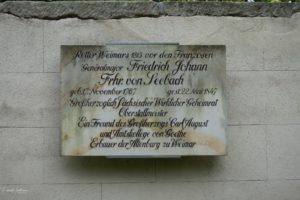 Retter Weimars 1813 vor den Franzosen
Generalmajor Friedrich Johann
Frhr. von Seebach
geb. 17. November 1767 gest. 22. Mai 1847
Großherzoglich Sächsischer Wirklicher Geheimrat
Oberstallmeister
Ein Freund des Großherzogs Carl August
und Amtskollege von Goethe
Erbauer der Altenburg zu Weimar